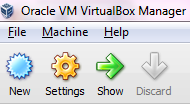 Oracle VM VirtualBox Manager
File Machine Help
New Settings Show Discard